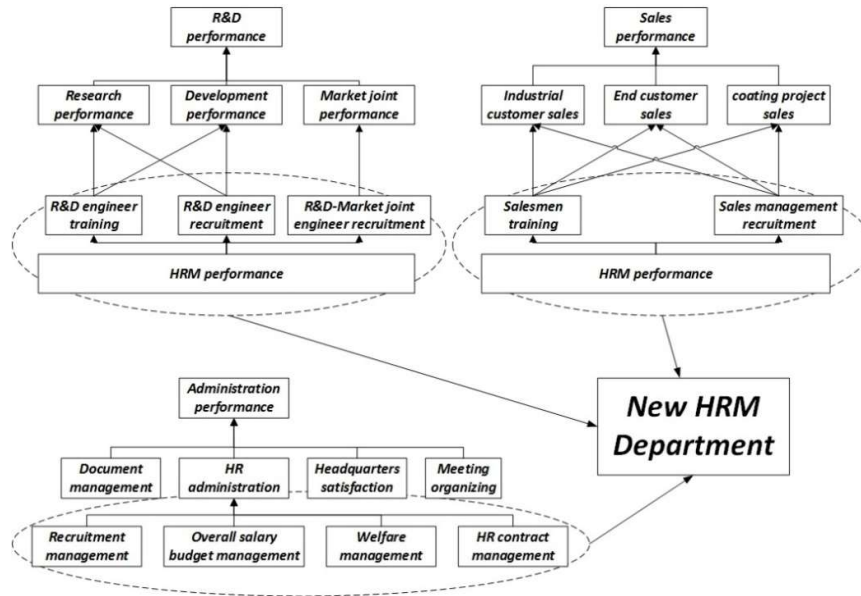 R&D
performance
Research
performance
Development
performance
Market joint
performance
R&D engineer
training
R&D engineer
recruitment
R&D-Market joint
engineer recruitment
HRM performance
Sales
performance
Industrial
customer sales
End customer
sales
coating project
sales
Salesmen
training
Sales management
recruitment
HRM performance
Administration
performance
Document
management
HR
administration
Headquarters
satisfaction
Meeting
organizing
Recruitment
management
Overall salary
budget management
Welfare
management
HR contract
management
New HRM
Department